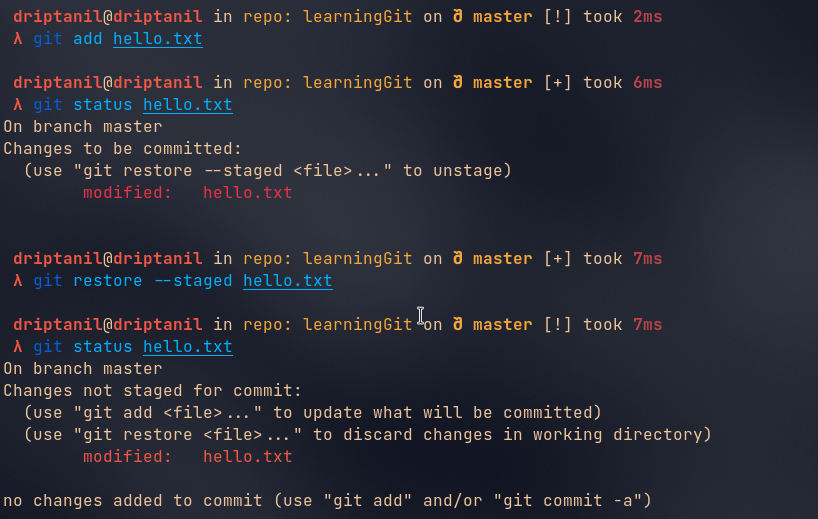 driptanil@driptanil in repo: learningGit on ð master [!] took 2ms
λ git add hello.txt
driptanil@driptanil in repo: learningGit on ð master [+] took 6ms
λ git status hello.txt
On branch master
Changes to be committed:
  (use "git restore --staged <file>..." to unstage)
        modified:   hello.txt
driptanil@driptanil in repo: learningGit on ð master [+] took 7ms
λ git restore --staged hello.txt
driptanil@driptanil in repo: learningGit on ð master [!] took 7ms
λ git status hello.txt
On branch master
Changes not staged for commit:
  (use "git add <file>..." to update what will be committed)
  (use "git restore <file>..." to discard changes in working directory)
        modified:   hello.txt
no changes added to commit (use "git add" and/or "git commit -a")